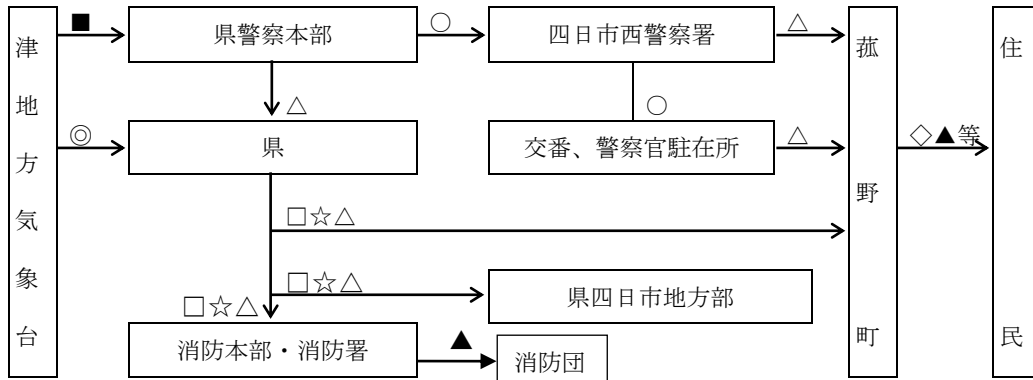 津地方気象台
■
県警察本部
○
四日市西警察署
△
菰野町
住民
△
○
◎
県
交番、警察官駐在所
△
◇▲等
□☆△
□☆△
県四日市地方部
□☆△
消防本部・消防署
▲
消防団